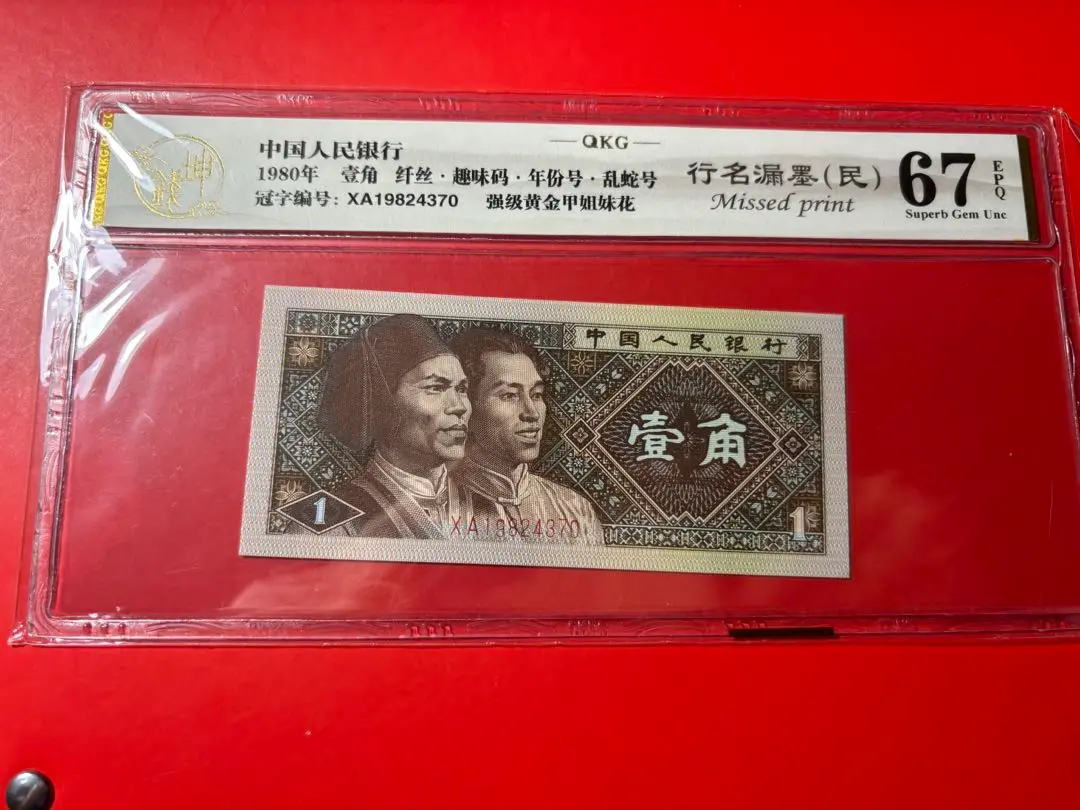 QKG
中国人民银行
1980年 壹角 纤丝·趣味码·年份号·乱蛇号
冠字编号: XA19824370 强级黄金甲姐妹花
行名漏墨(民)
Missed print
67
EPQ
Superb Gem Unc
中国人民银行
壹角
1
XA19824370
1